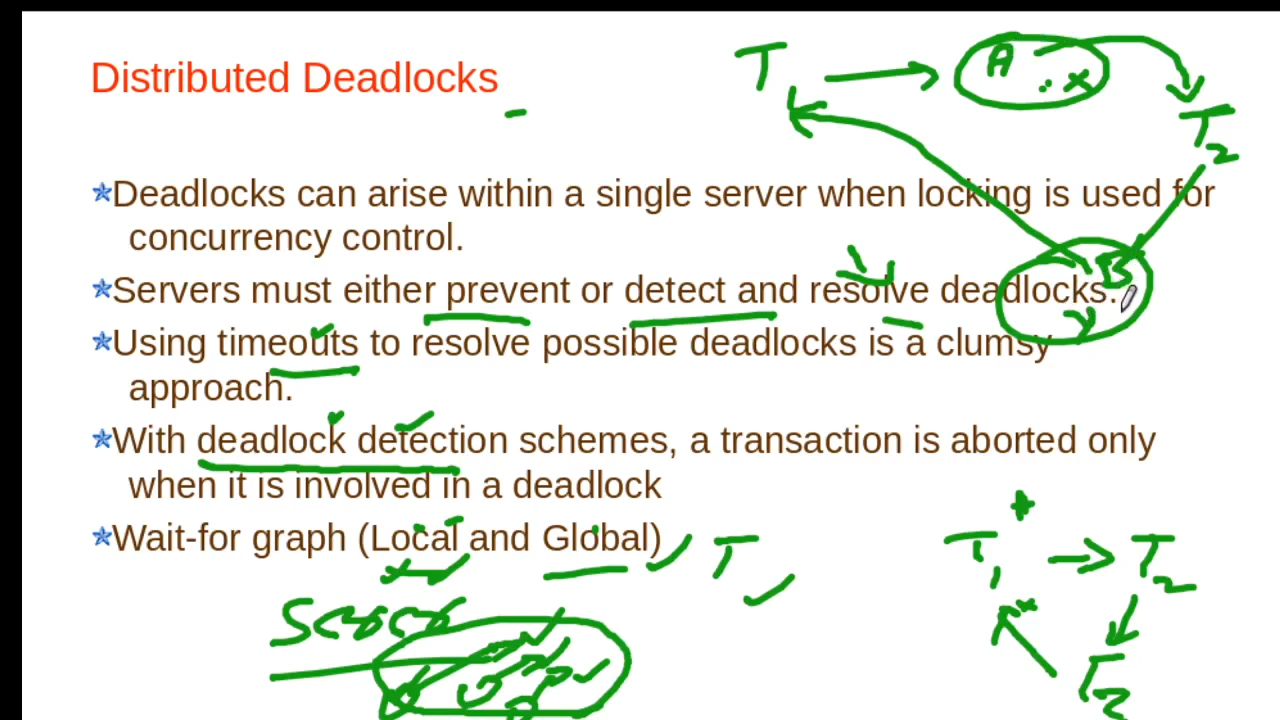 Distributed Deadlocks
T1 → A → T2
x
Deadlocks can arise within a single server when locking is used for
concurrency control.
B
Servers must either prevent or detect and resolve deadlocks.
y
Using timeouts to resolve possible deadlocks is a clumsy
approach.
With deadlock detection schemes, a transaction is aborted only
when it is involved in a deadlock
Wait-for graph (Local and Global)
T
T1 → T2
T2